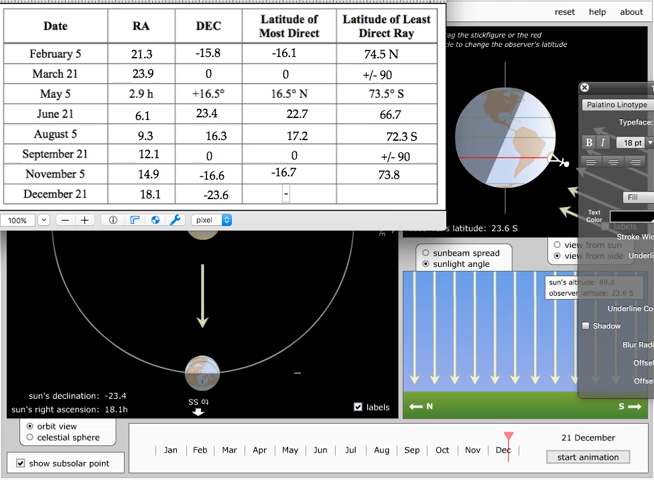 reset help about
ag the stickfigure or the red
de to change the observer's latitude
Date RA DEC Latitude of Most Direct Latitude of Least Direct Ray
February 5 21.3 -15.8 -16.1 74.5 N
March 21 23.9 0 0 +/- 90
May 5 2.9 h +16.5° 16.5° N 73.5° S
June 21 6.1 23.4 22.7 66.7
August 5 9.3 16.3 17.2 72.3 S
September 21 12.1 0 0 +/- 90
November 5 14.9 -16.6 -16.7 73.8
December 21 18.1 -23.6 -
100% pixel
Palatino Linotype
Typeface:
B I 18 pt
Fill
Text Color
Stroke Wid
labels
Underli
latitude: 23.6 S
sunbeam spread
sunlight angle
view from sun
view from side
sun's altitude: 89.8
observer latitude: 23.6 S
Underline Co
Shadow
Blur Radi
Offset
Offse
N S
sun's declination: -23.4
sun's right ascension: 18.1h
to SS
labels
orbit view
celestial sphere
show subsolar point
Jan Feb Mar Apr May Jun Jul Aug Sep Oct Nov Dec
21 December
start animation